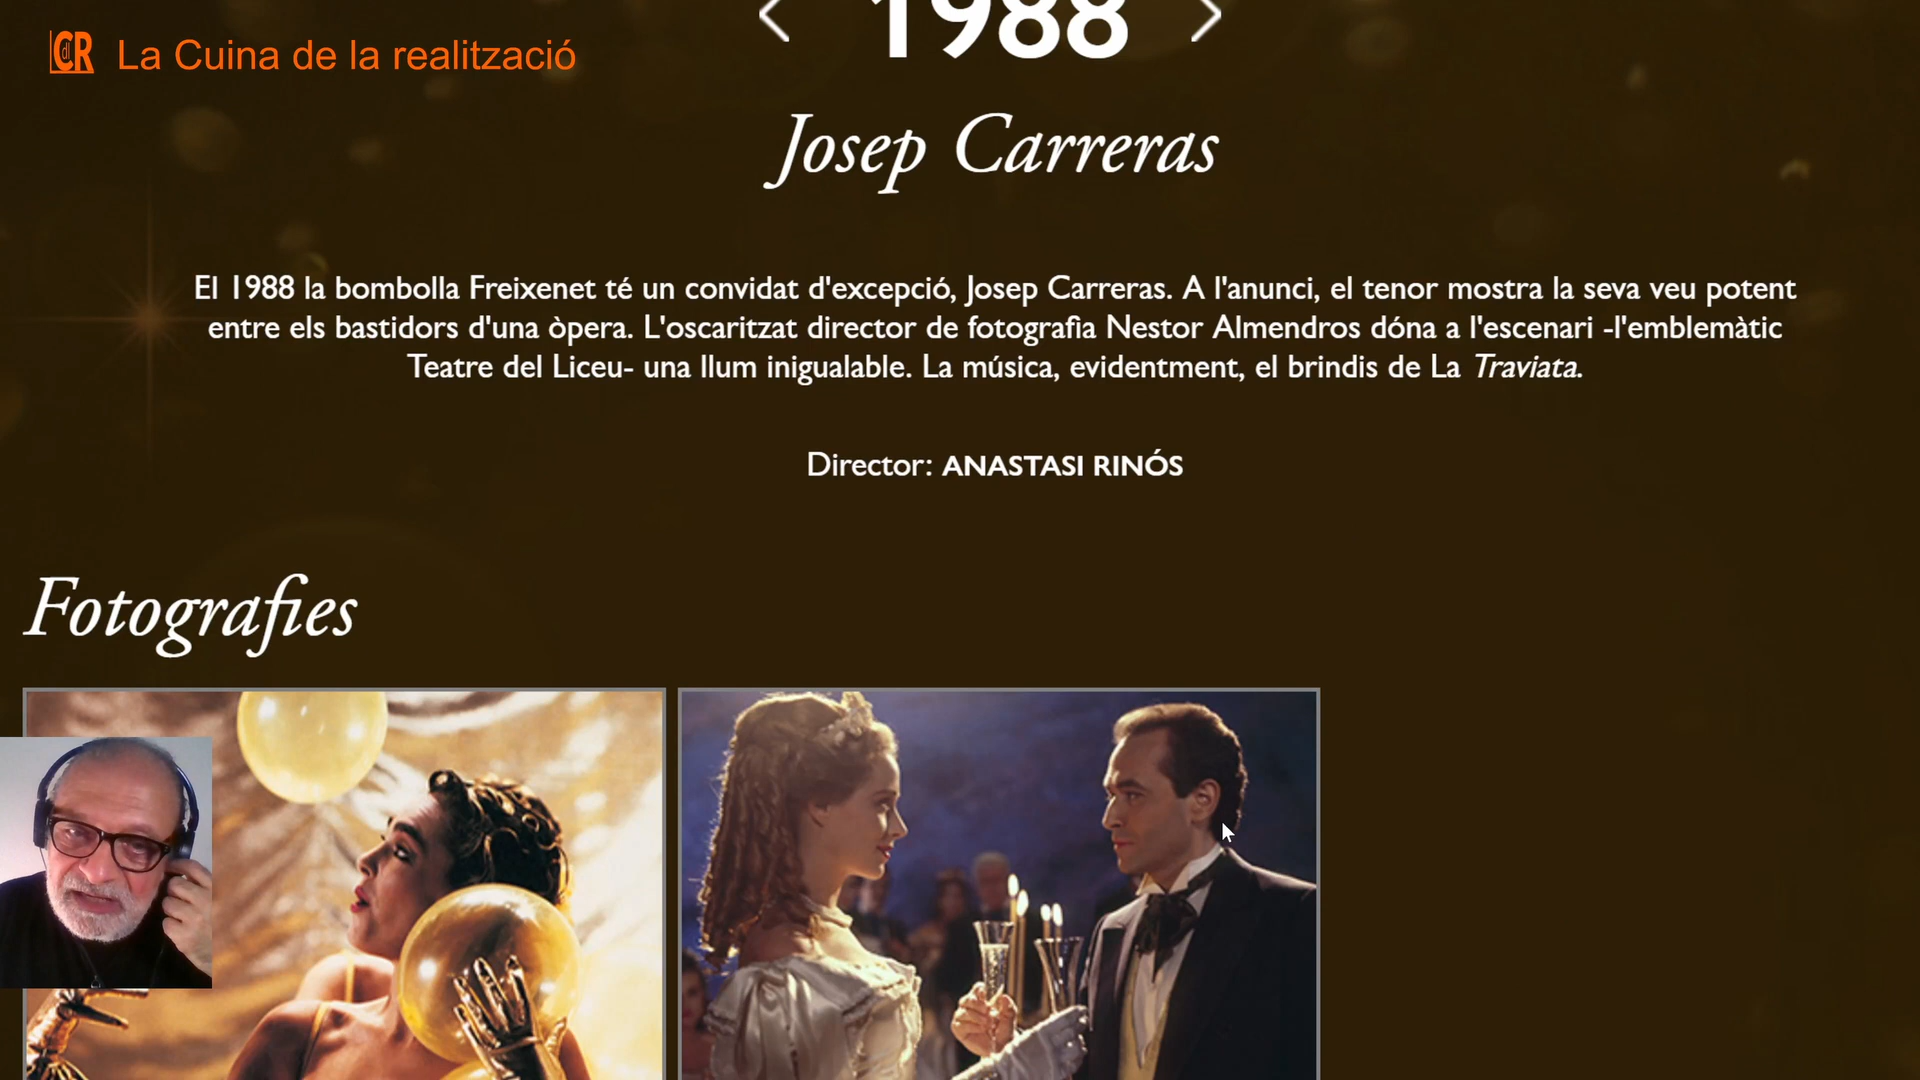 1988
CdlR La Cuina de la realització
Josep Carreras
El 1988 la bombolla Freixenet té un convidat d'excepció, Josep Carreras. A l'anunci, el tenor mostra la seva veu potent
entre els bastidors d'una òpera. L'oscaritzat director de fotografia Nestor Almendros dóna a l'escenari -l'emblemàtic
Teatre del Liceu- una llum inigualable. La música, evidentment, el brindis de La Traviata.
Director: ANASTASI RINÓS
Fotografies